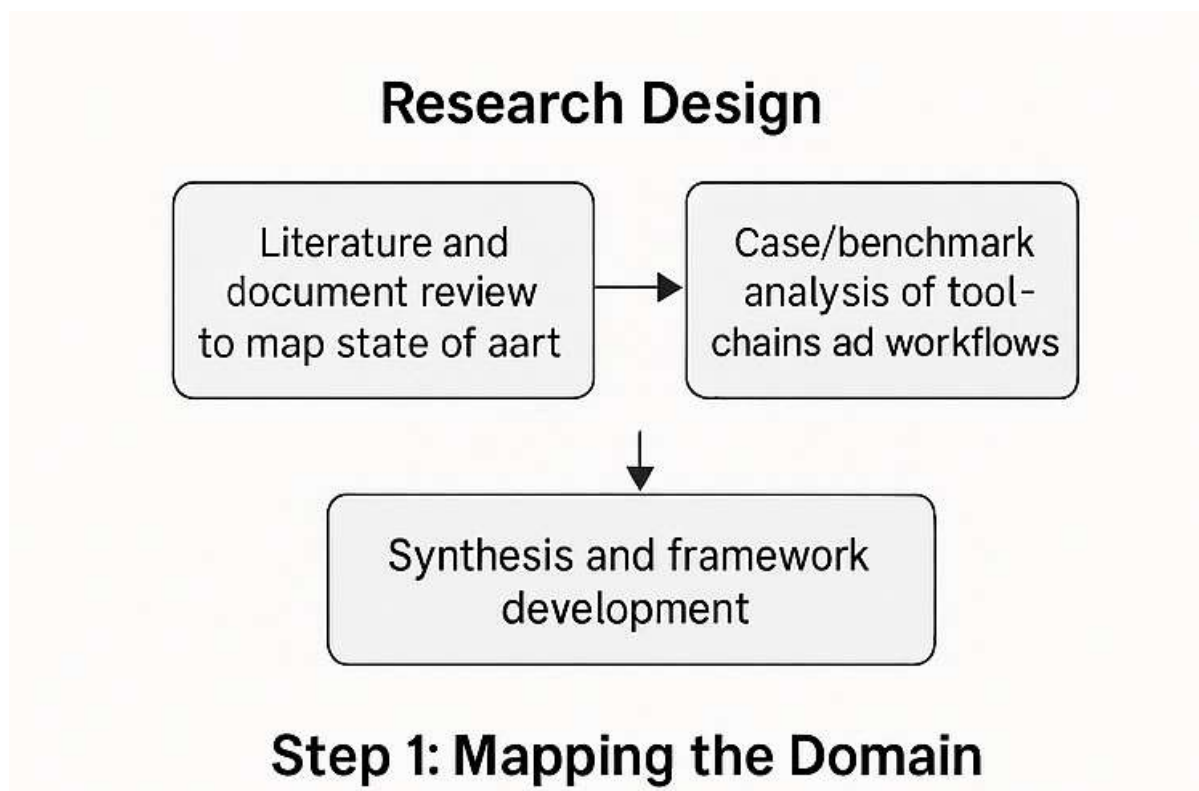 Research Design
Literature and
document review
to map state of aart
Case/benchmark
analysis of tool-
chains ad workflows
Synthesis and framework
development
Step 1: Mapping the Domain